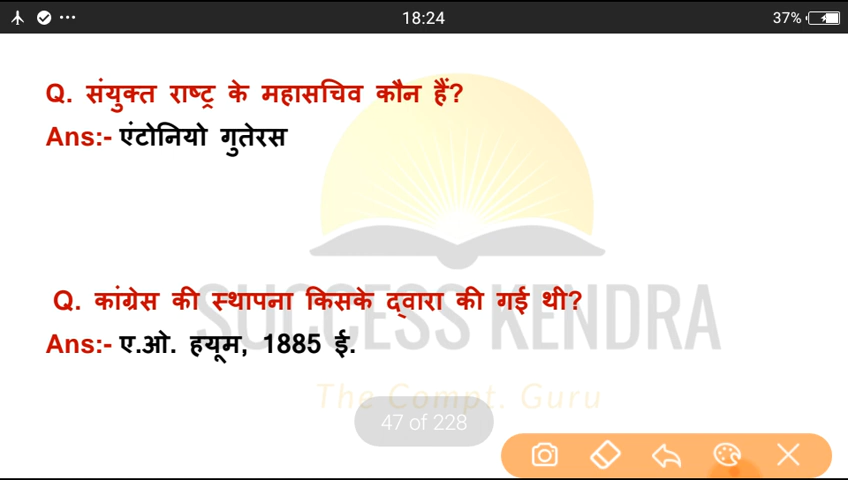 18:24
37%
Q. संयुक्त राष्ट्र के महासचिव कौन हैं?
Ans:- एंटोनियो गुतेरस
Q. कांग्रेस की स्थापना किसके द्वारा की गई थी?
SUCCESS KENDRA
Ans:- ए.ओ. हयूम, 1885 ई.
The Compt. Guru
47 of 228